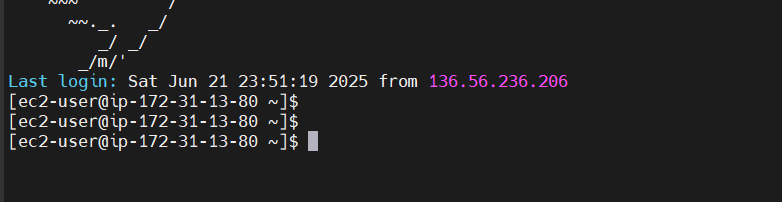 ~~~       /
~~._.   _/
_/ _/
_/m/'
Last login: Sat Jun 21 23:51:19 2025 from 136.56.236.206
[ec2-user@ip-172-31-13-80 ~]$
[ec2-user@ip-172-31-13-80 ~]$
[ec2-user@ip-172-31-13-80 ~]$